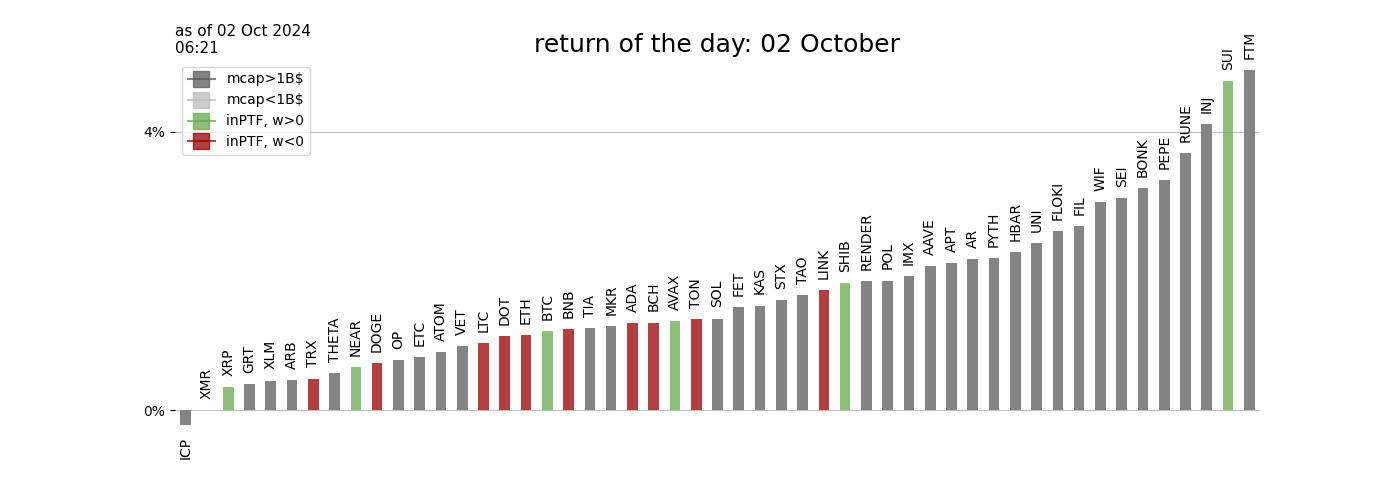 as of 02 Oct 2024
06:21
return of the day: 02 October
mcap>1B$
mcap<1B$
inPTF, w>0
inPTF, w<0
4%
0%
ICP
XMR
XRP
GRT
XLM
ARB
TRX
THETA
NEAR
DOGE
OP
ETC
ATOM
VET
LTC
DOT
ETH
BTC
BNB
TIA
MKR
ADA
BCH
AVAX
TON
SOL
FET
KAS
STX
TAO
LINK
SHIB
RENDER
POL
IMX
AAVE
APT
AR
PYTH
HBAR
UNI
FLOKI
FIL
WIF
SEI
BONK
PEPE
RUNE
INJ
SUI
FTM